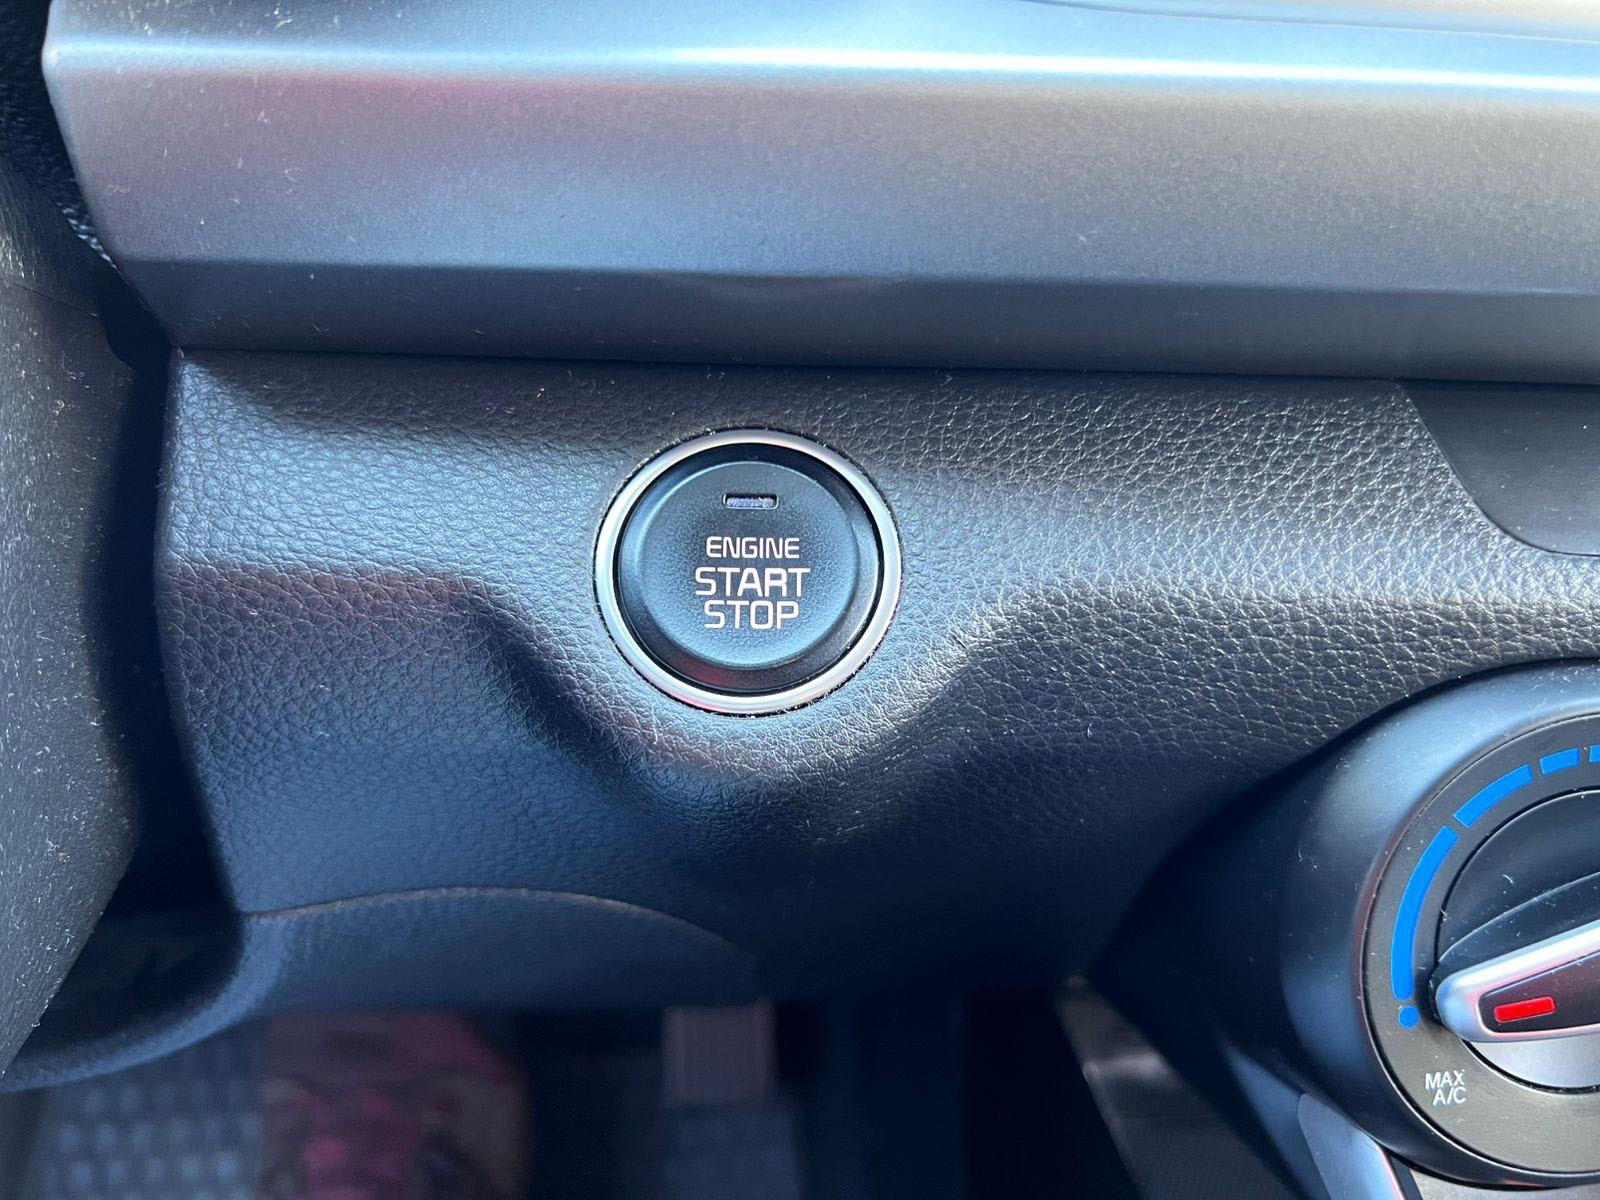 ENGINE
START
STOP
MAX
A/C